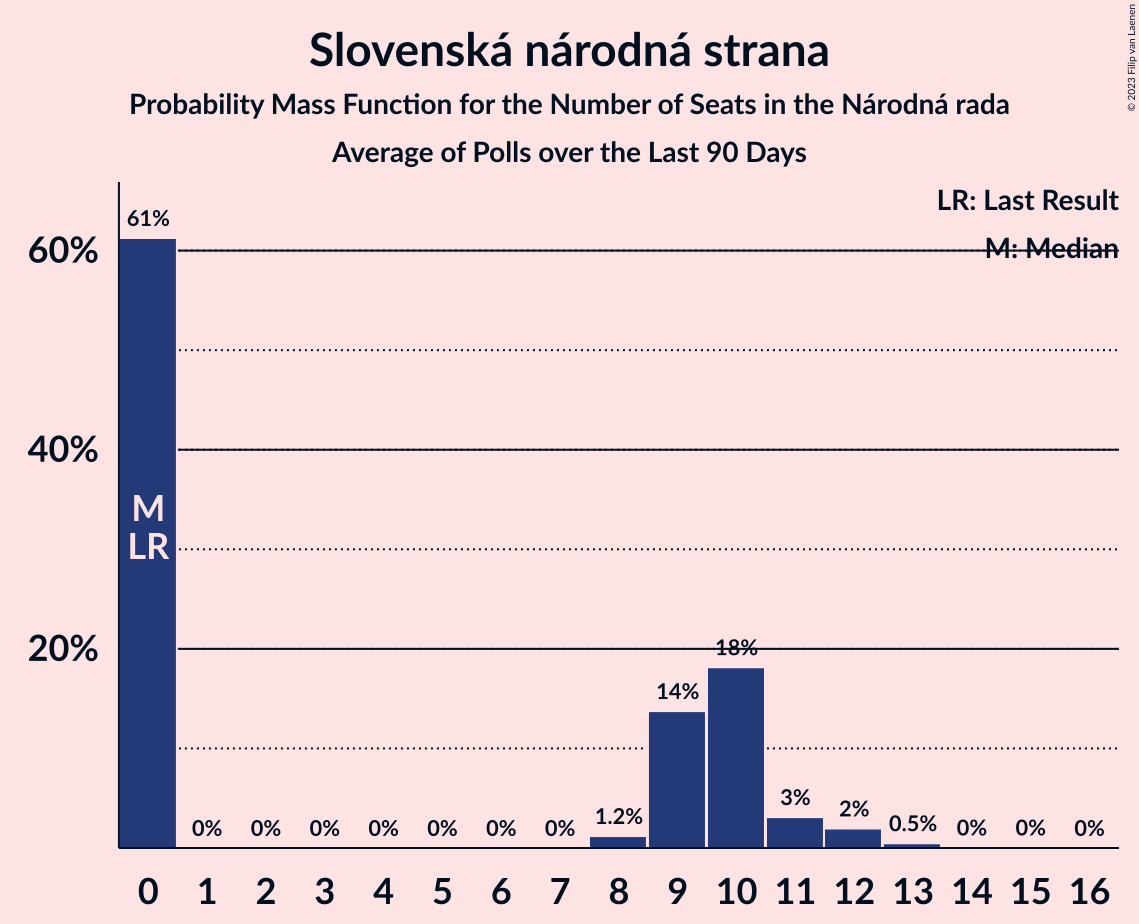 © 2023 Filip van Laenen
Slovenská národná strana
Probability Mass Function for the Number of Seats in the Národná rada
Average of Polls over the Last 90 Days
LR: Last Result
M: Median
60%
40%
20%
61%
M
LR
0%
0%
0%
0%
0%
0%
0%
1.2%
14%
18%
3%
2%
0.5%
0%
0%
0%
0 1 2 3 4 5 6 7 8 9 10 11 12 13 14 15 16